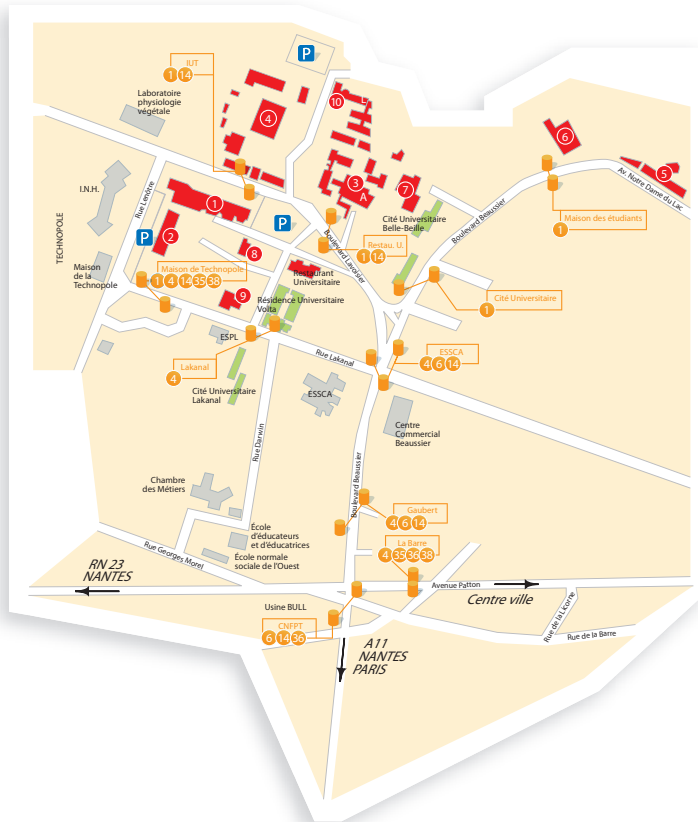 P
IUT
1 14
Laboratoire
physiologie
végétale
4
10
L
6
5
Av. Notre Dame du Lac
I.N.H.
Rue Lenôtre
TECHNOPOLE
1
3
A
7
Cité Universitaire
Belle-Beille
Boulevard Beaussier
Maison des étudiants
1
P
2
P
8
Boulevard Lavoisier
Restau. U.
1 14
Maison
de la
Technopole
Maison de Technopole
1 4 14 35 38
Restaurant
Universitaire
9
Résidence Universitaire
Volta
Cité Universitaire
1
ESPL
Rue Lakanal
ESSCA
4 6 14
Lakanal
4
Cité Universitaire
Lakanal
ESSCA
Centre
Commercial
Beaussier
Rue Darwin
Boulevard Beaussier
Chambre
des Métiers
Gaubert
4 6 14
École
d'éducateurs
et d'éducatrices
La Barre
4 35 36 38
Rue Georges Morel
École normale
sociale de l'Ouest
RN 23
NANTES
Avenue Patton
Centre ville
Usine BULL
Rue de la Licorne
Rue de la Barre
CNFPT
6 14 36
A11
NANTES
PARIS